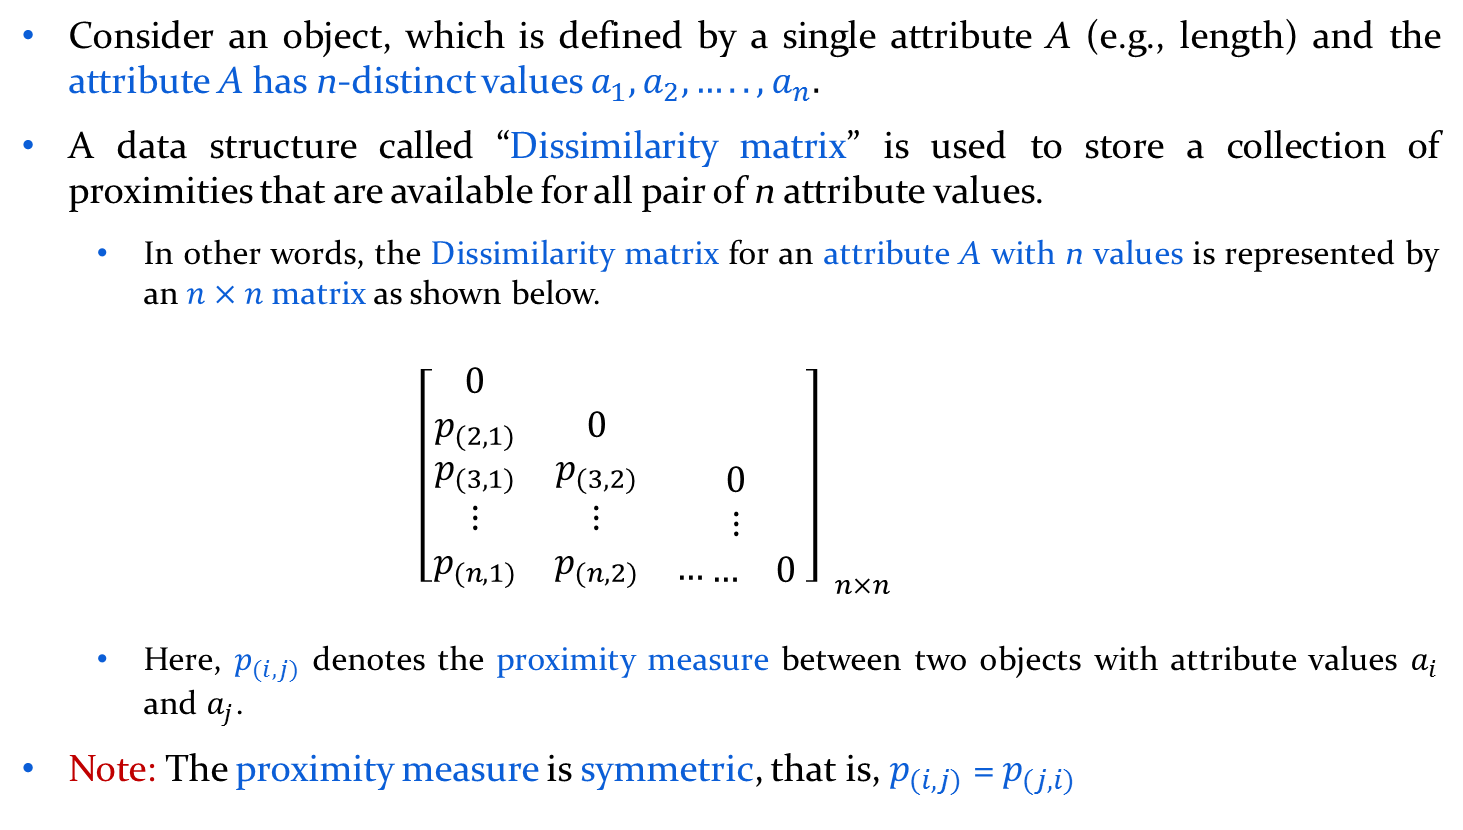 • Consider an object, which is defined by a single attribute A (e.g., length) and the
attribute A has n-distinct values a₁, a₂, … . . , aₙ.
• A data structure called “Dissimilarity matrix” is used to store a collection of
proximities that are available for all pair of n attribute values.
• In other words, the Dissimilarity matrix for an attribute A with n values is represented by
an n × n matrix as shown below.
0
p₍₂,₁₎ 0
p₍₃,₁₎ p₍₃,₂₎ 0
⋮ ⋮ ⋮
p₍ₙ,₁₎ p₍ₙ,₂₎ … … 0
n×n
• Here, p₍ᵢ,ⱼ₎ denotes the proximity measure between two objects with attribute values aᵢ
and aⱼ.
• Note: The proximity measure is symmetric, that is, p₍ᵢ,ⱼ₎ = p₍ⱼ,ᵢ₎